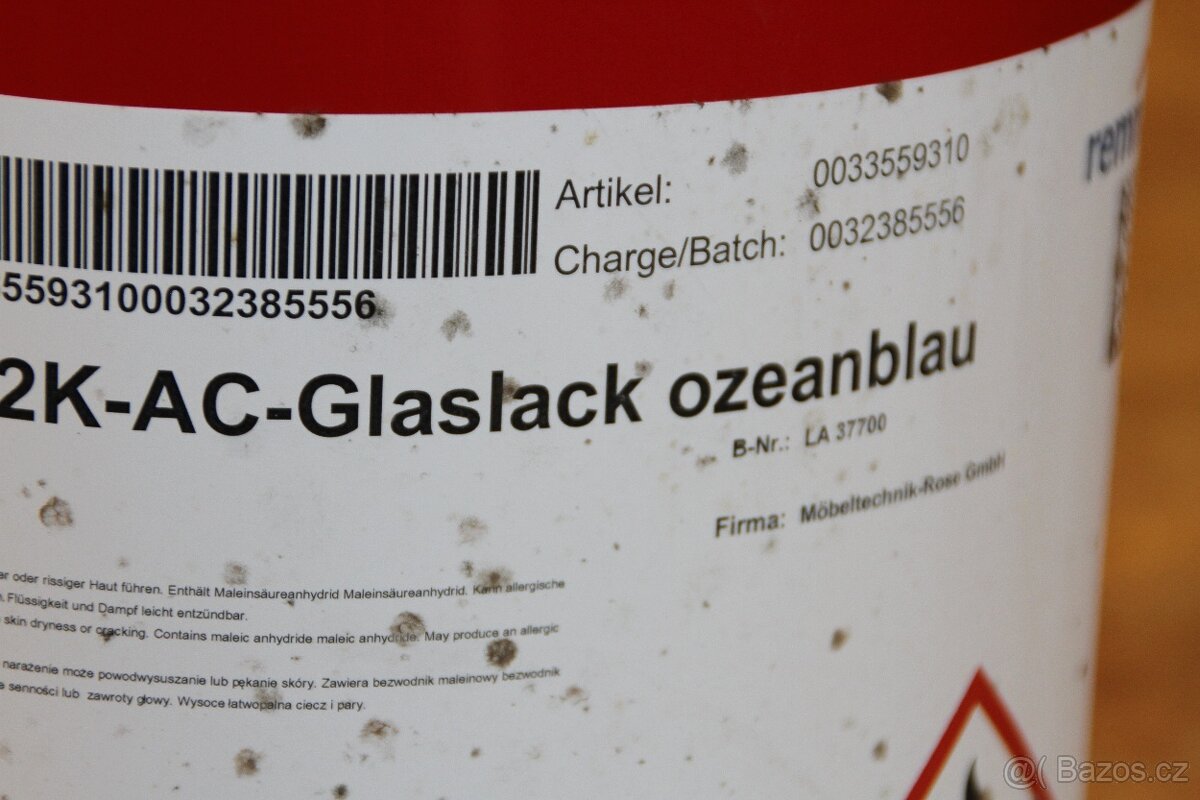 Artikel: 0033559310
Charge/Batch: 0032385556
5593100032385556
2K-AC-Glaslack ozeanblau
B-Nr.: LA 37700
Firma: Möbeltechnik-Rose GmbH
er oder rissiger Haut führen. Enthält Maleinsäureanhydrid Maleinsäureanhydrid. Kann allergische
Flüssigkeit und Dampf leicht entzündbar.
skin dryness or cracking. Contains maleic anhydride maleic anhydride. May produce an allergic
narażenie może powodwysuszanie lub pękanie skóry. Zawiera bezwodnik maleinowy bezwodnik
e senności lub zawroty głowy. Wysoce łatwopalna ciecz i pary.
@( Bazos.cz